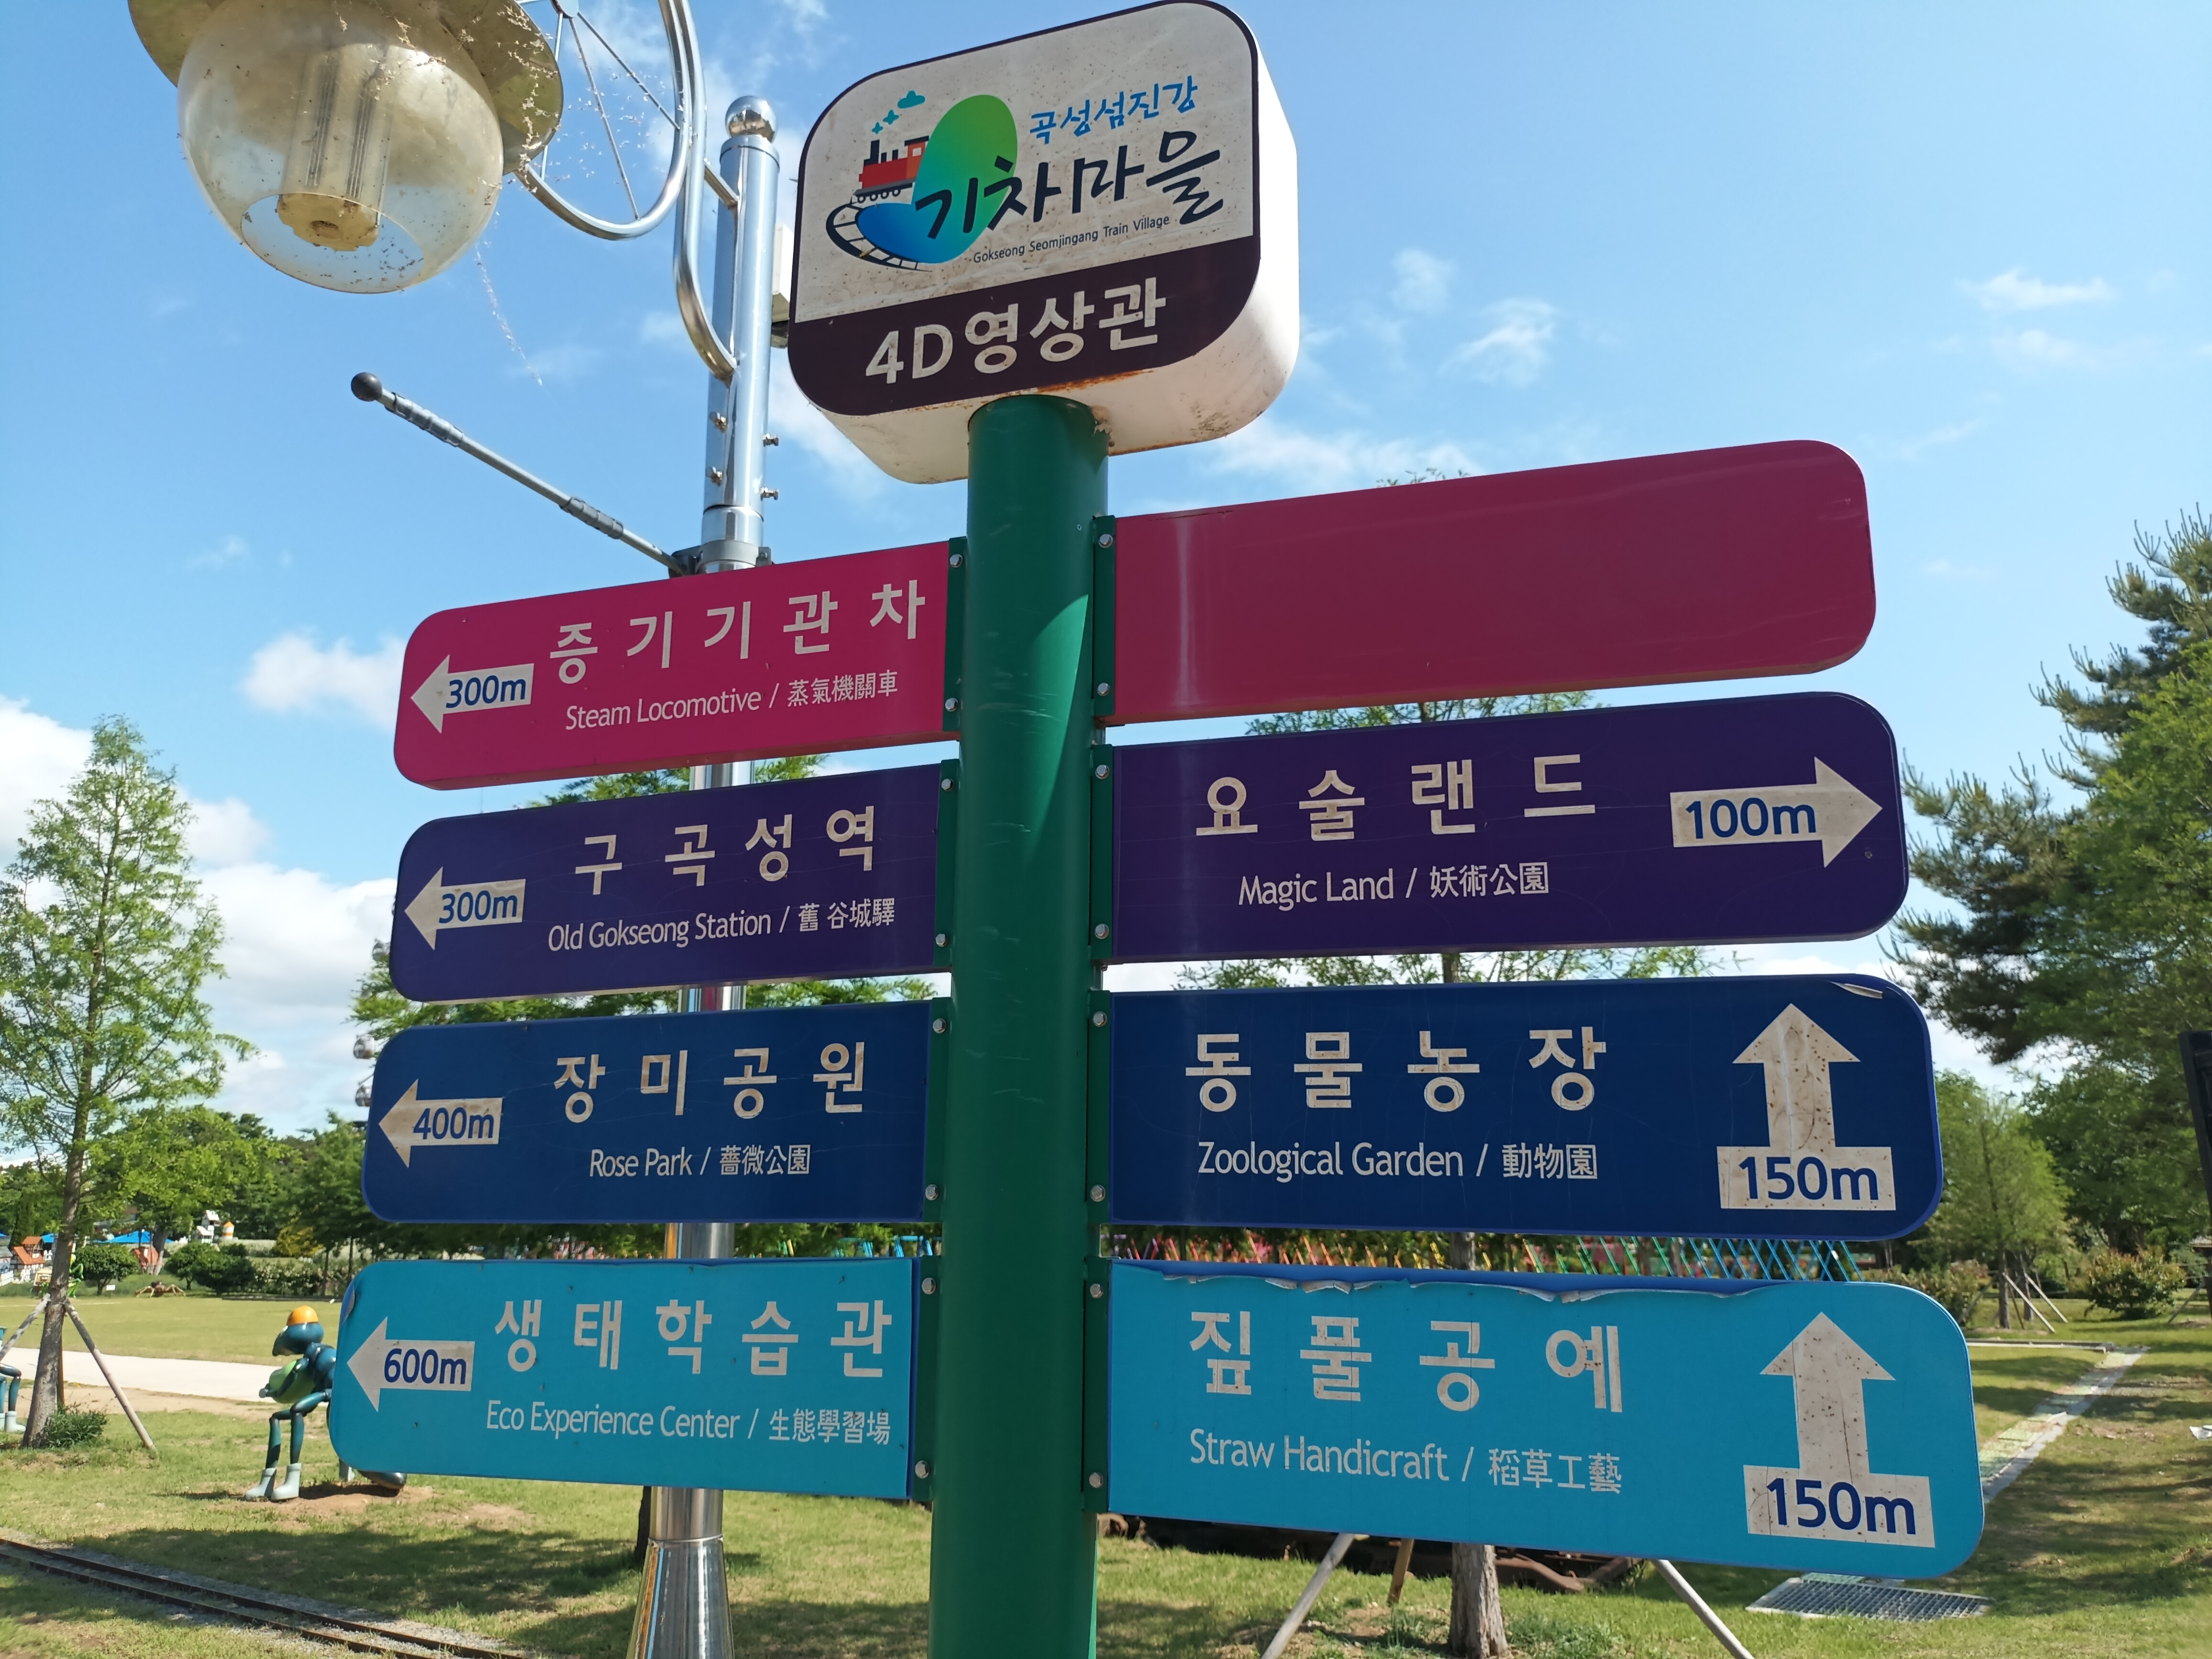 곡성섬진강
기차마을
Gokseong Seomjingang Train Village
4D영상관
300m
증기기관차
Steam Locomotive / 蒸氣機關車
300m
구 곡성역
Old Gokseong Station / 舊 谷城驛
400m
장미공원
Rose Park / 薔微公園
600m
생태학습관
Eco Experience Center / 生態學習場
요술랜드
Magic Land / 妖術公園
100m
동물농장
Zoological Garden / 動物園
150m
짚풀공예
Straw Handicraft / 稻草工藝
150m